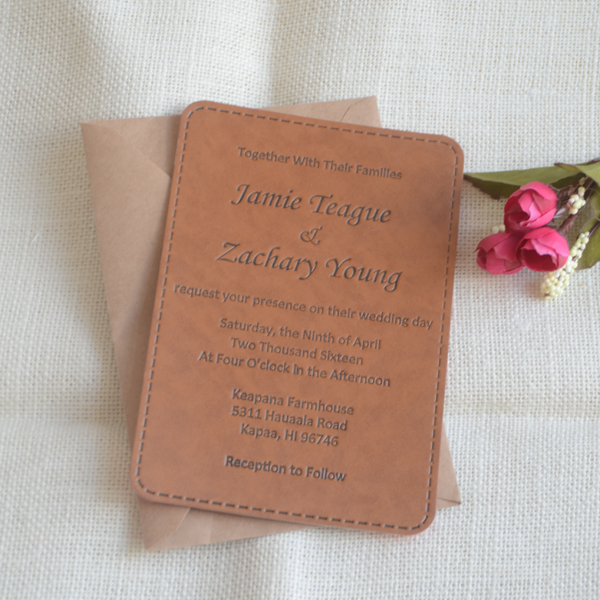 Together With Their Families
Jamie Teague
&
Zachary Young
request your presence on their wedding day
Saturday, the Ninth of April
Two Thousand Sixteen
At Four O'clock in the Afternoon
Keapana Farmhouse
5311 Hauaala Road
Kapaa, HI 96746
Reception to Follow